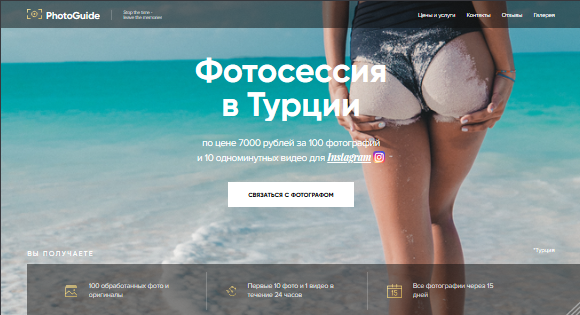 PhotoGuide
Stop the time -
leave the memories
Цены и услуги Контакты Отзывы Галерея
Фотосессия
в Турции
по цене 7000 рублей за 100 фотографий
и 10 одноминутных видео для Instagram
СВЯЗАТЬСЯ С ФОТОГРАФОМ
*Турция
ВЫ ПОЛУЧАЕТЕ
100 обработанных фото и
оригиналы
Первые 10 фото и 1 видео в
течение 24 часов
15
Все фотографии через 15
дней